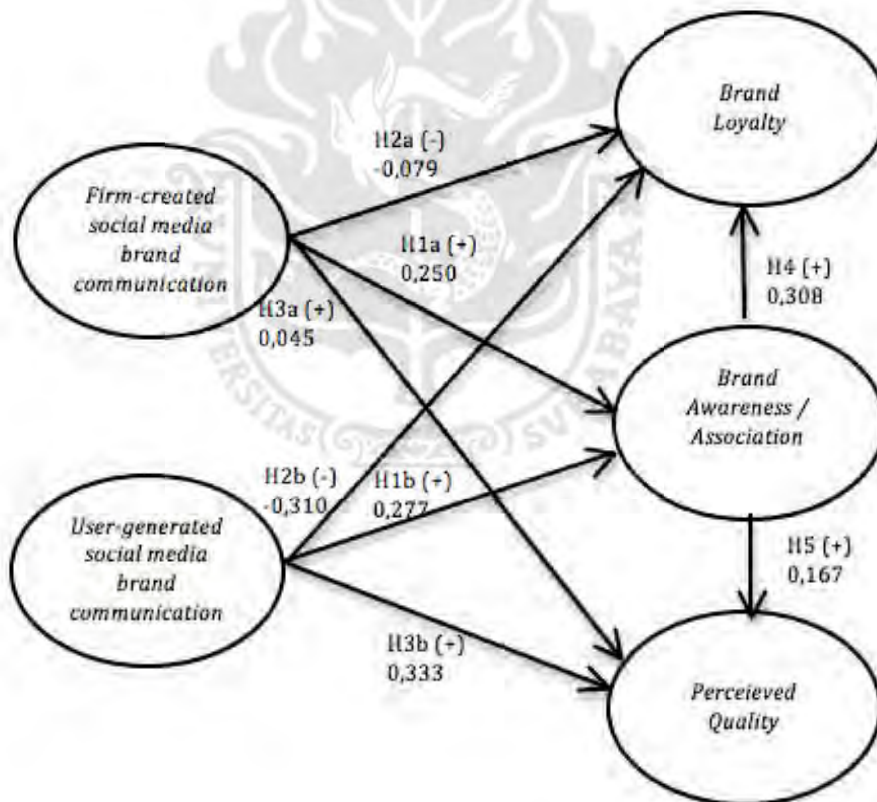 Brand
Loyalty
H2a (-)
-0,079
Firm-created
social media
brand
communication
H1a (+)
0,250
H3a (+)
0,045
H4 (+)
0,308
Brand
Awareness /
Association
H2b (-)
-0,310
H1b (+)
0,277
User-generated
social media
brand
communication
H5 (+)
0,167
H3b (+)
0,333
Perceieved
Quality